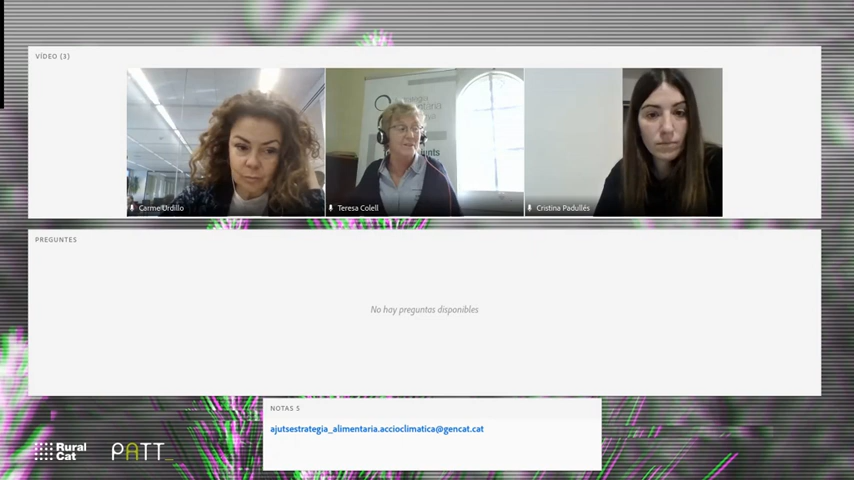 VÍDEO (3)
Carme Urdillo
Teresa Colell
Cristina Padullés
PREGUNTES
No hay preguntas disponibles
NOTAS 5
ajutsestrategia_alimentaria.accioclimatica@gencat.cat
Rural
Cat
PATT_